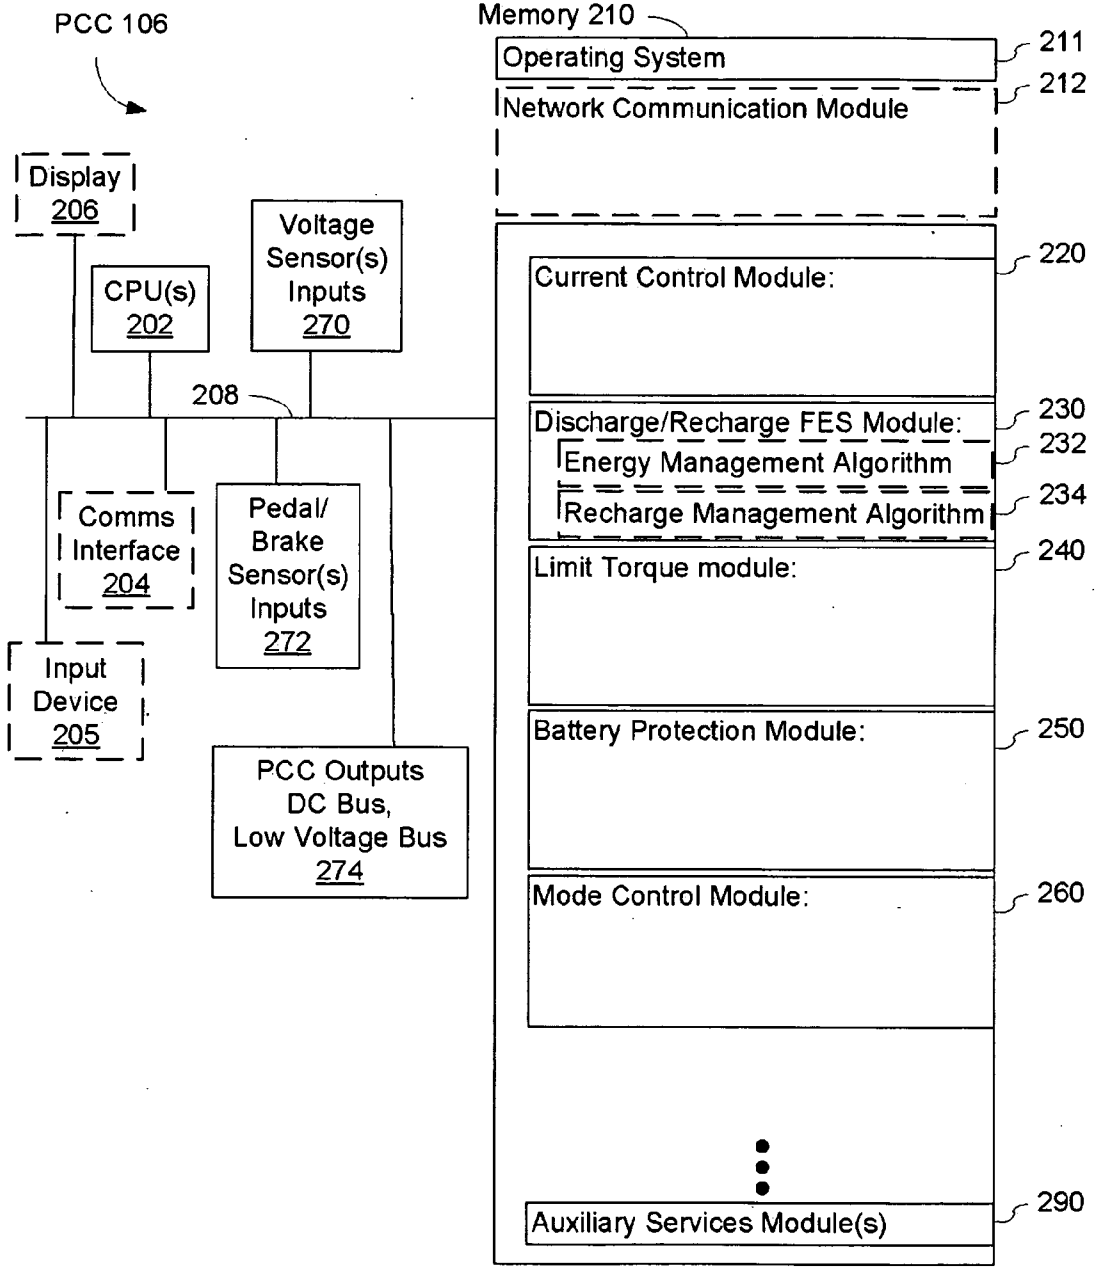 PCC 106
Memory 210
Operating System
211
212
Network Communication Module
Display
206
CPU(s)
202
Voltage
Sensor(s)
Inputs
270
208
220
Current Control Module:
230
Discharge/Recharge FES Module:
232
Energy Management Algorithm
234
Recharge Management Algorithm
240
Limit Torque module:
Comms
Interface
204
Pedal/
Brake
Sensor(s)
Inputs
272
Input
Device
205
PCC Outputs
DC Bus,
Low Voltage Bus
274
250
Battery Protection Module:
260
Mode Control Module:
290
Auxiliary Services Module(s)